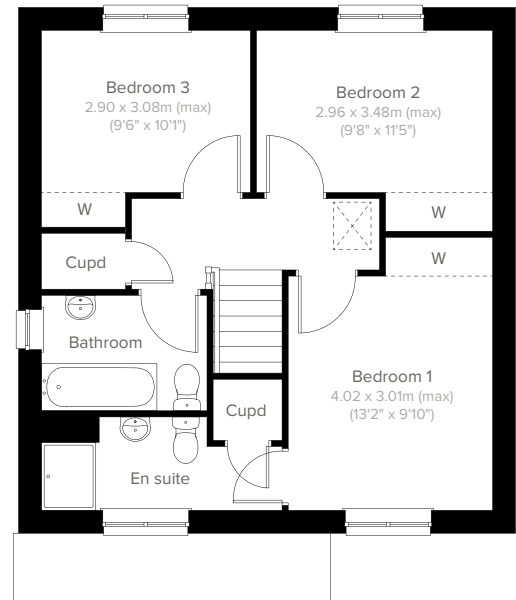 Bedroom 3
2.90 x 3.08m (max)
(9'6" x 10'1")
Bedroom 2
2.96 x 3.48m (max)
(9'8" x 11'5")
W
W
W
Cupd
Bathroom
Bedroom 1
4.02 x 3.01m (max)
(13'2" x 9'10")
Cupd
En suite